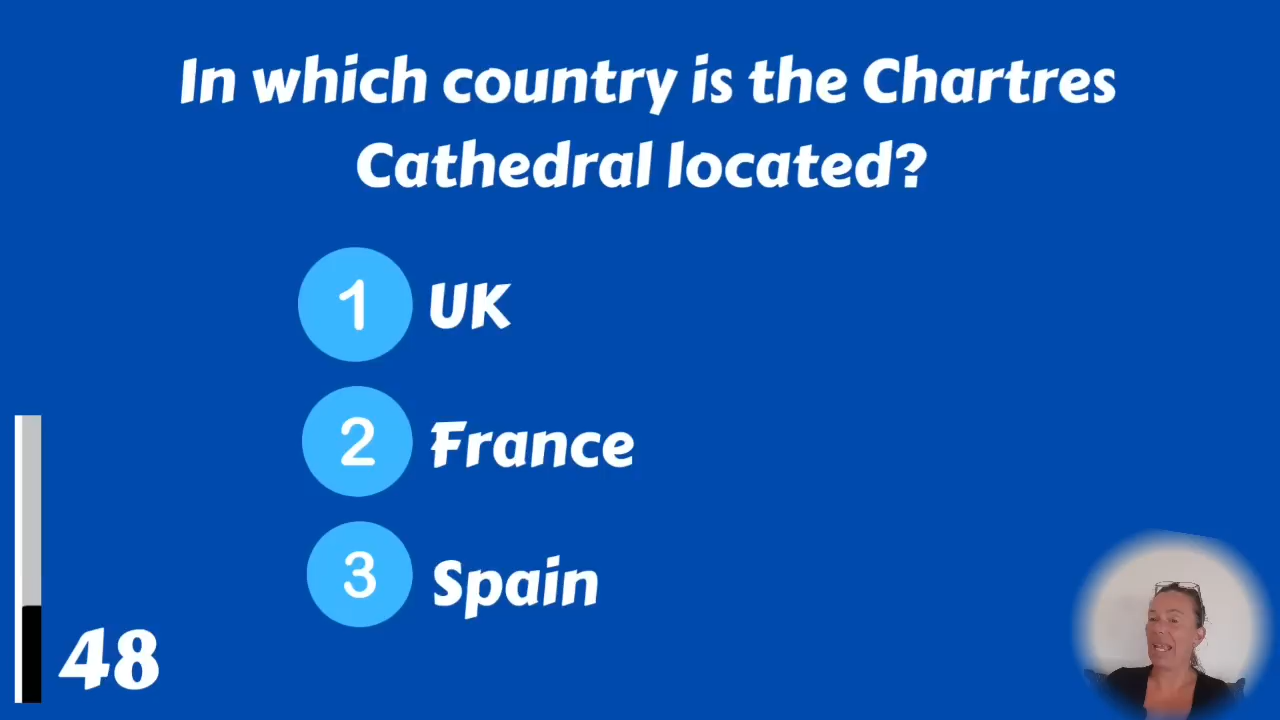 In which country is the Chartres
Cathedral located?
1 UK
2 France
3 Spain
48